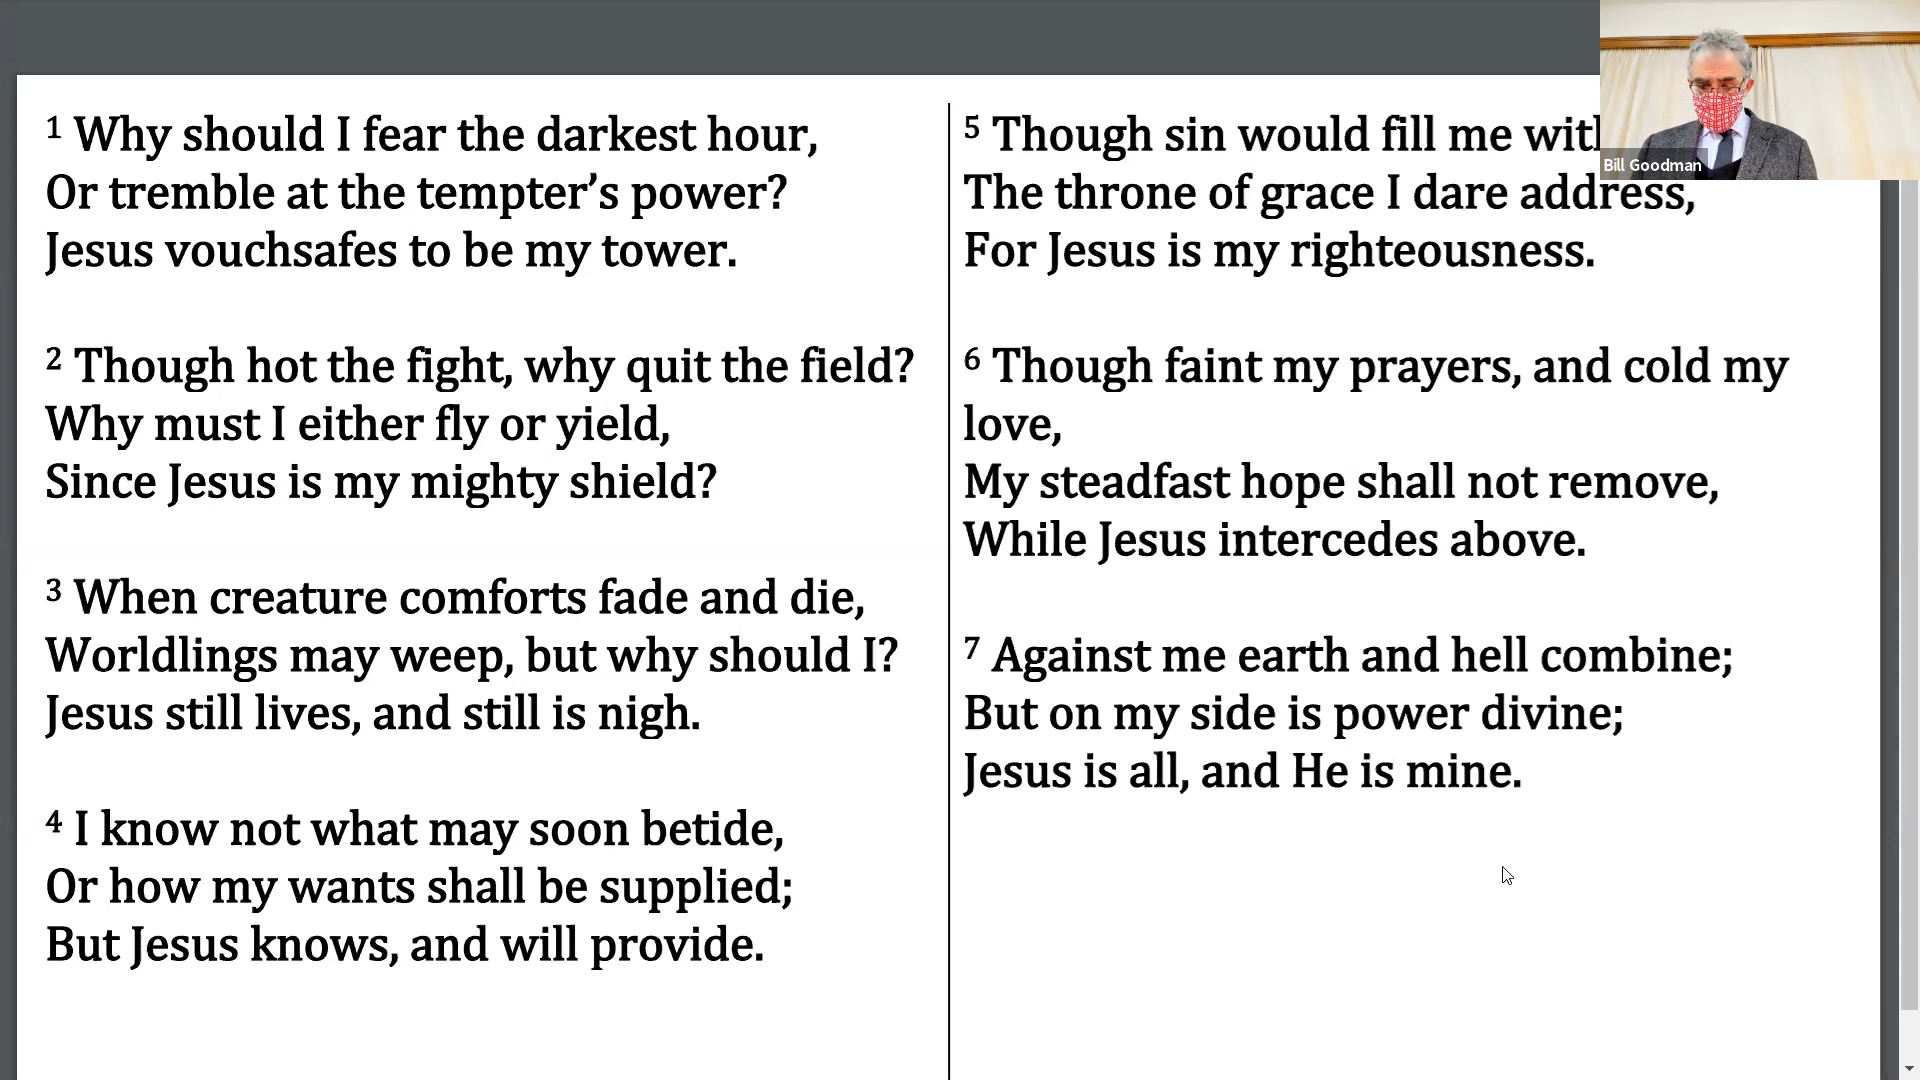 1 Why should I fear the darkest hour,
Or tremble at the tempter’s power?
Jesus vouchsafes to be my tower.
2 Though hot the fight, why quit the field?
Why must I either fly or yield,
Since Jesus is my mighty shield?
3 When creature comforts fade and die,
Worldlings may weep, but why should I?
Jesus still lives, and still is nigh.
4 I know not what may soon betide,
Or how my wants shall be supplied;
But Jesus knows, and will provide.
5 Though sin would fill me
The throne of grace I dare address,
For Jesus is my righteousness.
6 Though faint my prayers, and cold my
love,
My steadfast hope shall not remove,
While Jesus intercedes above.
7 Against me earth and hell combine;
But on my side is power divine;
Jesus is all, and He is mine.
Bill Goodman